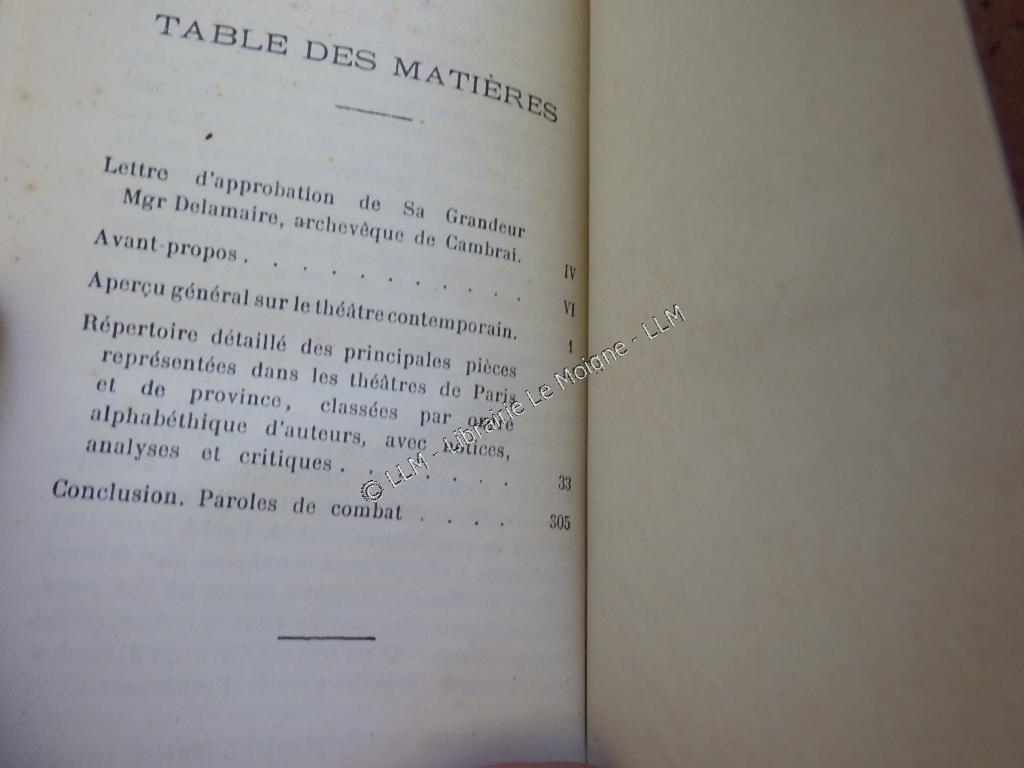 TABLE DES MATIÈRES
Lettre d'approbation de Sa Grandeur
Mgr Delamaire, archevêque de Cambrai. IV
Avant-propos . . . . . . . . . . VI
Aperçu général sur le théâtre contemporain. 1
Répertoire détaillé des principales pièces
représentées dans les théâtres de Paris
et de province, classées par ordre
alphabéthique d'auteurs, avec notices,
analyses et critiques . . . . . . . 33
Conclusion. Paroles de combat . . . . 305
© LLM - Librairie Le Moigne - LLM